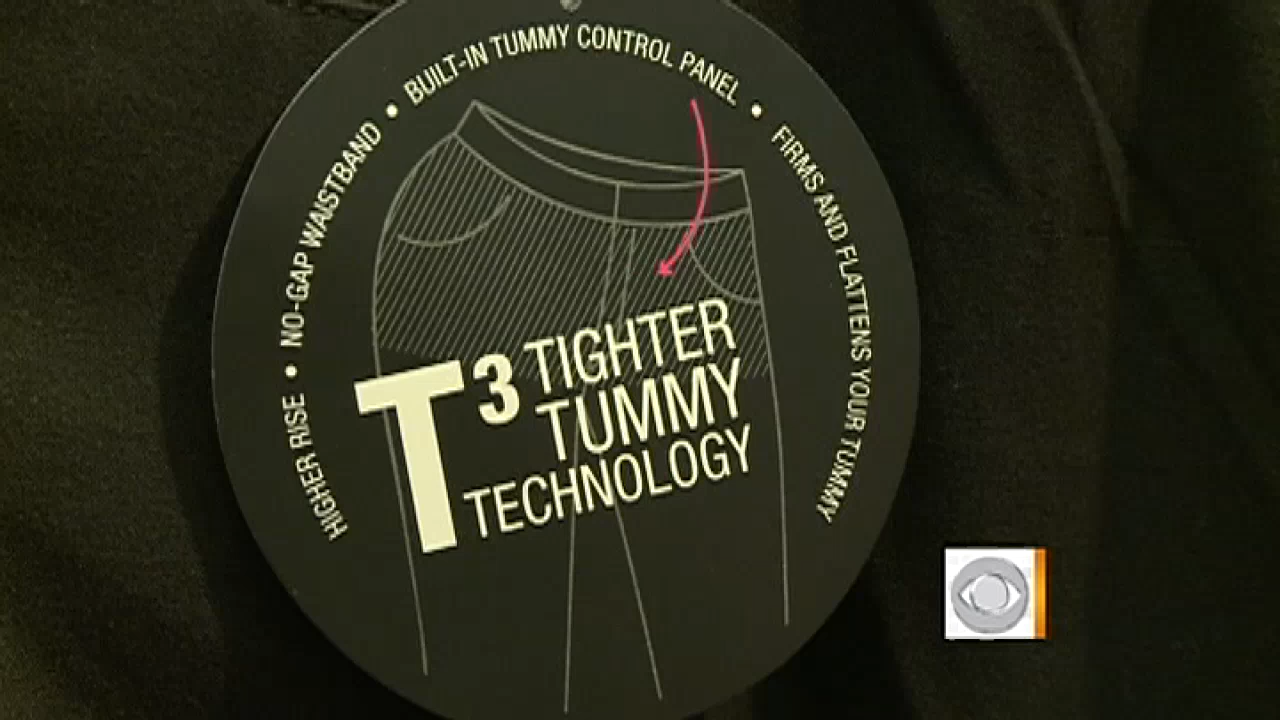 HIGHER RISE • NO-GAP WAISTBAND • BUILT-IN TUMMY CONTROL PANEL • FIRMS AND FLATTENS YOUR TUMMY
T³ TIGHTER
TUMMY
TECHNOLOGY